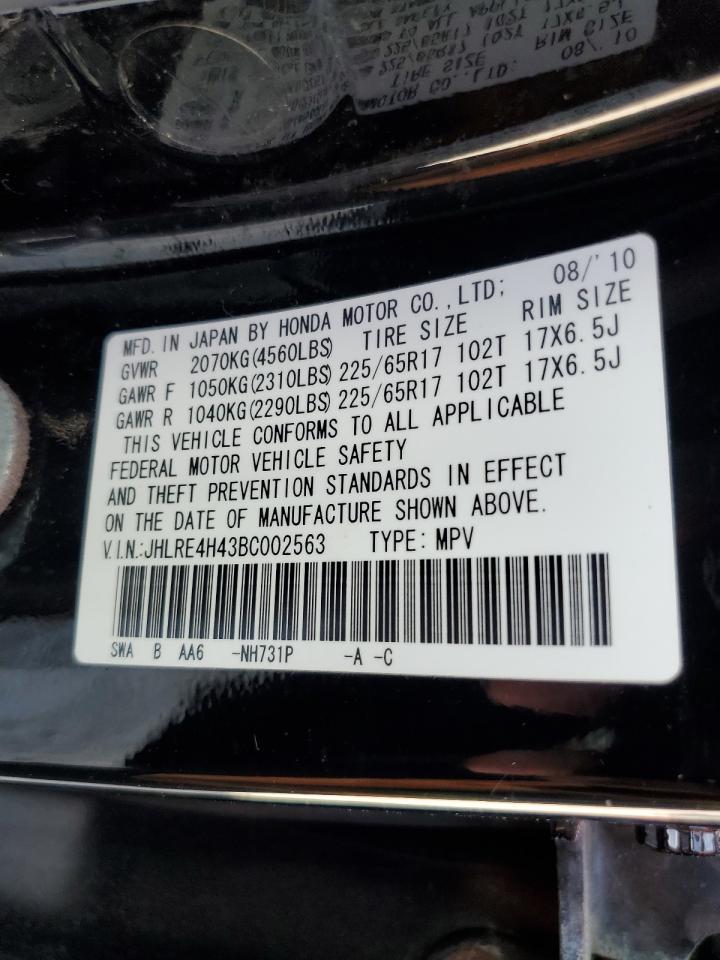 MFD. IN JAPAN BY HONDA MOTOR CO.,LTD; 08/'10
GVWR 2070KG(4560LBS) TIRE SIZE RIM SIZE
GAWR F 1050KG(2310LBS) 225/65R17 102T 17X6.5J
GAWR R 1040KG(2290LBS) 225/65R17 102T 17X6.5J
THIS VEHICLE CONFORMS TO ALL APPLICABLE
FEDERAL MOTOR VEHICLE SAFETY
AND THEFT PREVENTION STANDARDS IN EFFECT
ON THE DATE OF MANUFACTURE SHOWN ABOVE.
V.I.N.:JHLRE4H43BC002563 TYPE: MPV
SWA B AA6 -NH731P -A -C